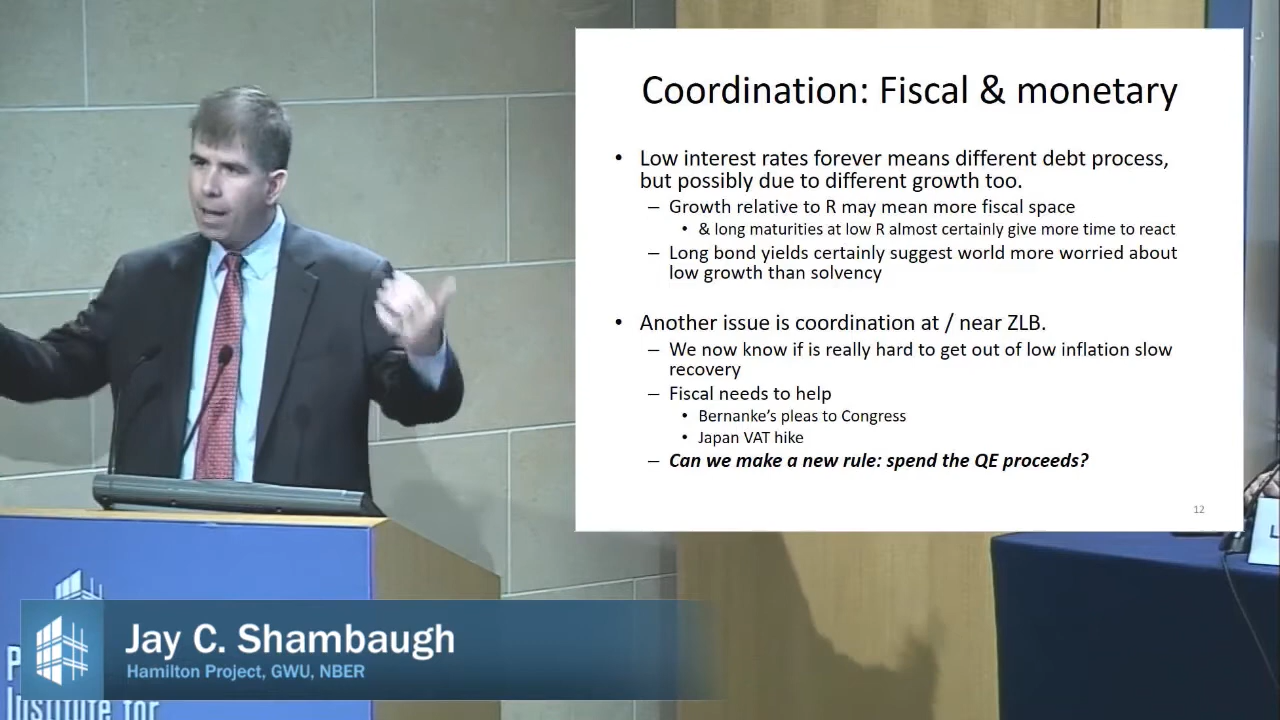 Coordination: Fiscal & monetary
• Low interest rates forever means different debt process,
but possibly due to different growth too.
– Growth relative to R may mean more fiscal space
• & long maturities at low R almost certainly give more time to react
– Long bond yields certainly suggest world more worried about
low growth than solvency
• Another issue is coordination at / near ZLB.
– We now know if is really hard to get out of low inflation slow
recovery
– Fiscal needs to help
• Bernanke’s pleas to Congress
• Japan VAT hike
– Can we make a new rule: spend the QE proceeds?
12
Jay C. Shambaugh
Hamilton Project, GWU, NBER
Institute for